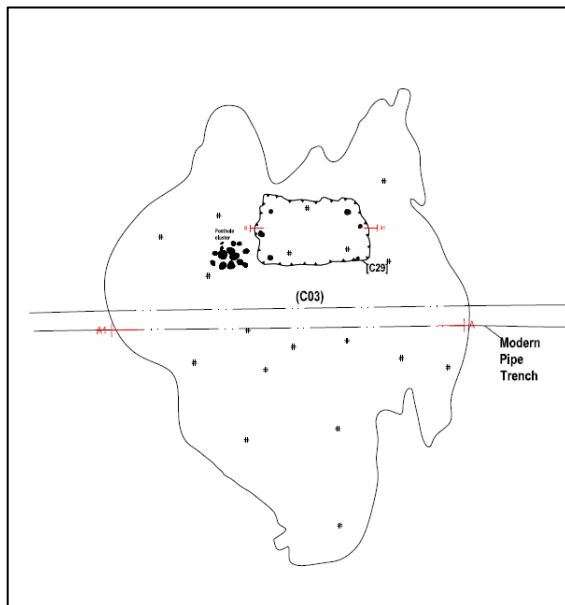 Posthole
cluster
[C29]
(C03)
A1
A
Modern
Pipe
Trench